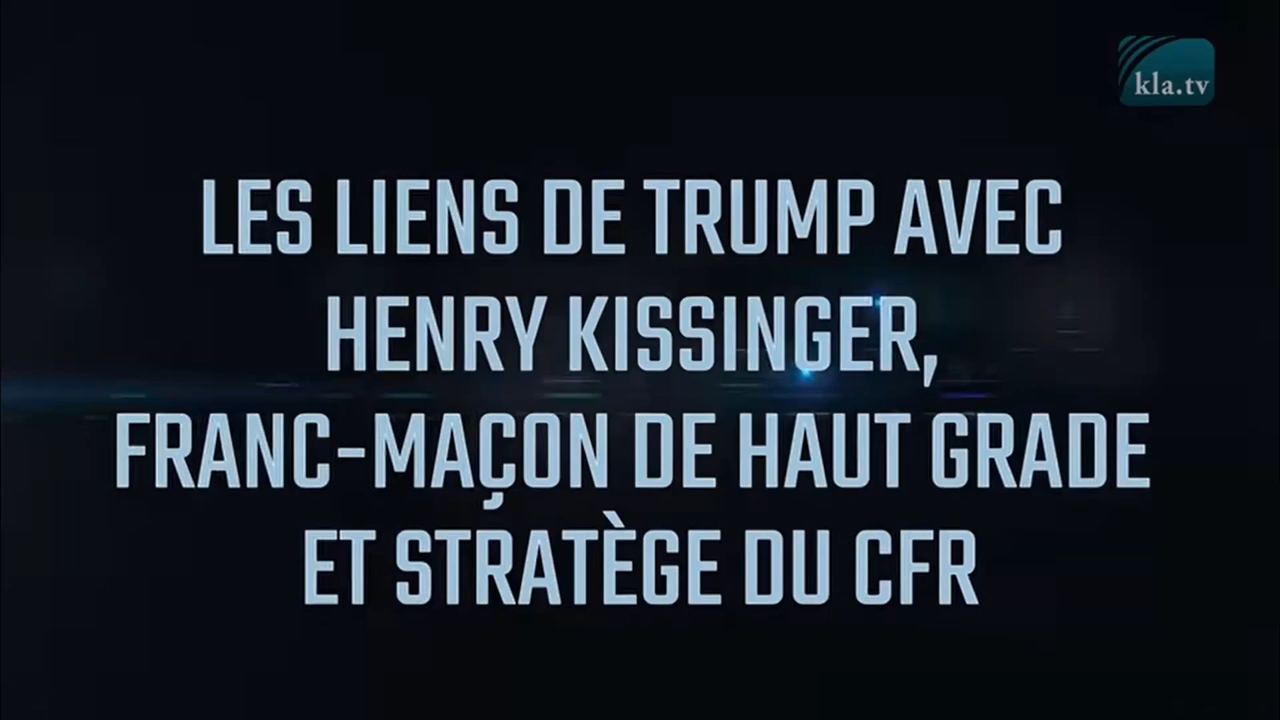 kla.tv
LES LIENS DE TRUMP AVEC
HENRY KISSINGER,
FRANC-MAÇON DE HAUT GRADE
ET STRATÈGE DU CFR